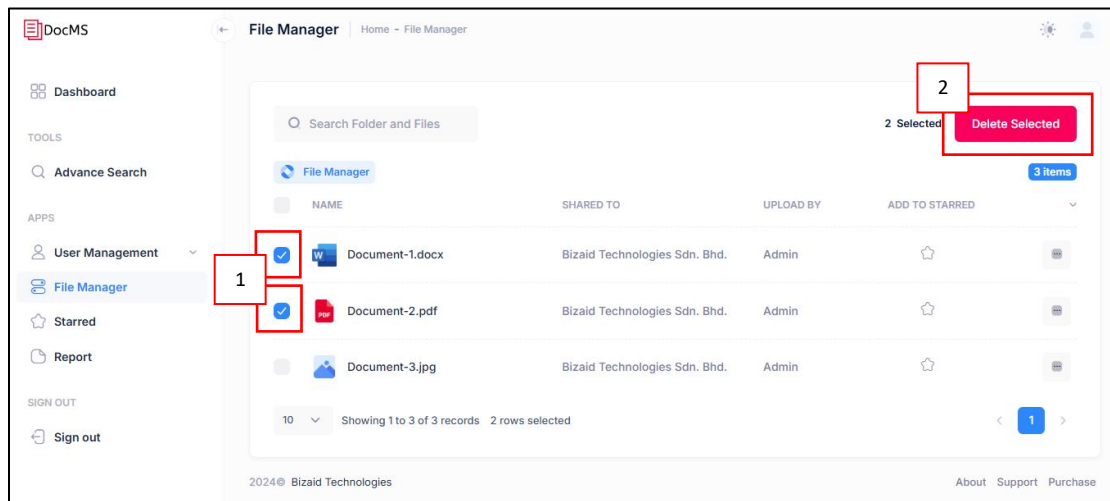 DocMS
File Manager
Home - File Manager
Dashboard
TOOLS
Advance Search
APPS
User Management
File Manager
Starred
Report
SIGN OUT
Sign out
2
Search Folder and Files
2 Selected
Delete Selected
File Manager
3 items
NAME SHARED TO UPLOAD BY ADD TO STARRED
1
W Document-1.docx Bizaid Technologies Sdn. Bhd. Admin
PDF Document-2.pdf Bizaid Technologies Sdn. Bhd. Admin
Document-3.jpg Bizaid Technologies Sdn. Bhd. Admin
10 Showing 1 to 3 of 3 records 2 rows selected
< 1 >
2024© Bizaid Technologies
About Support Purchase